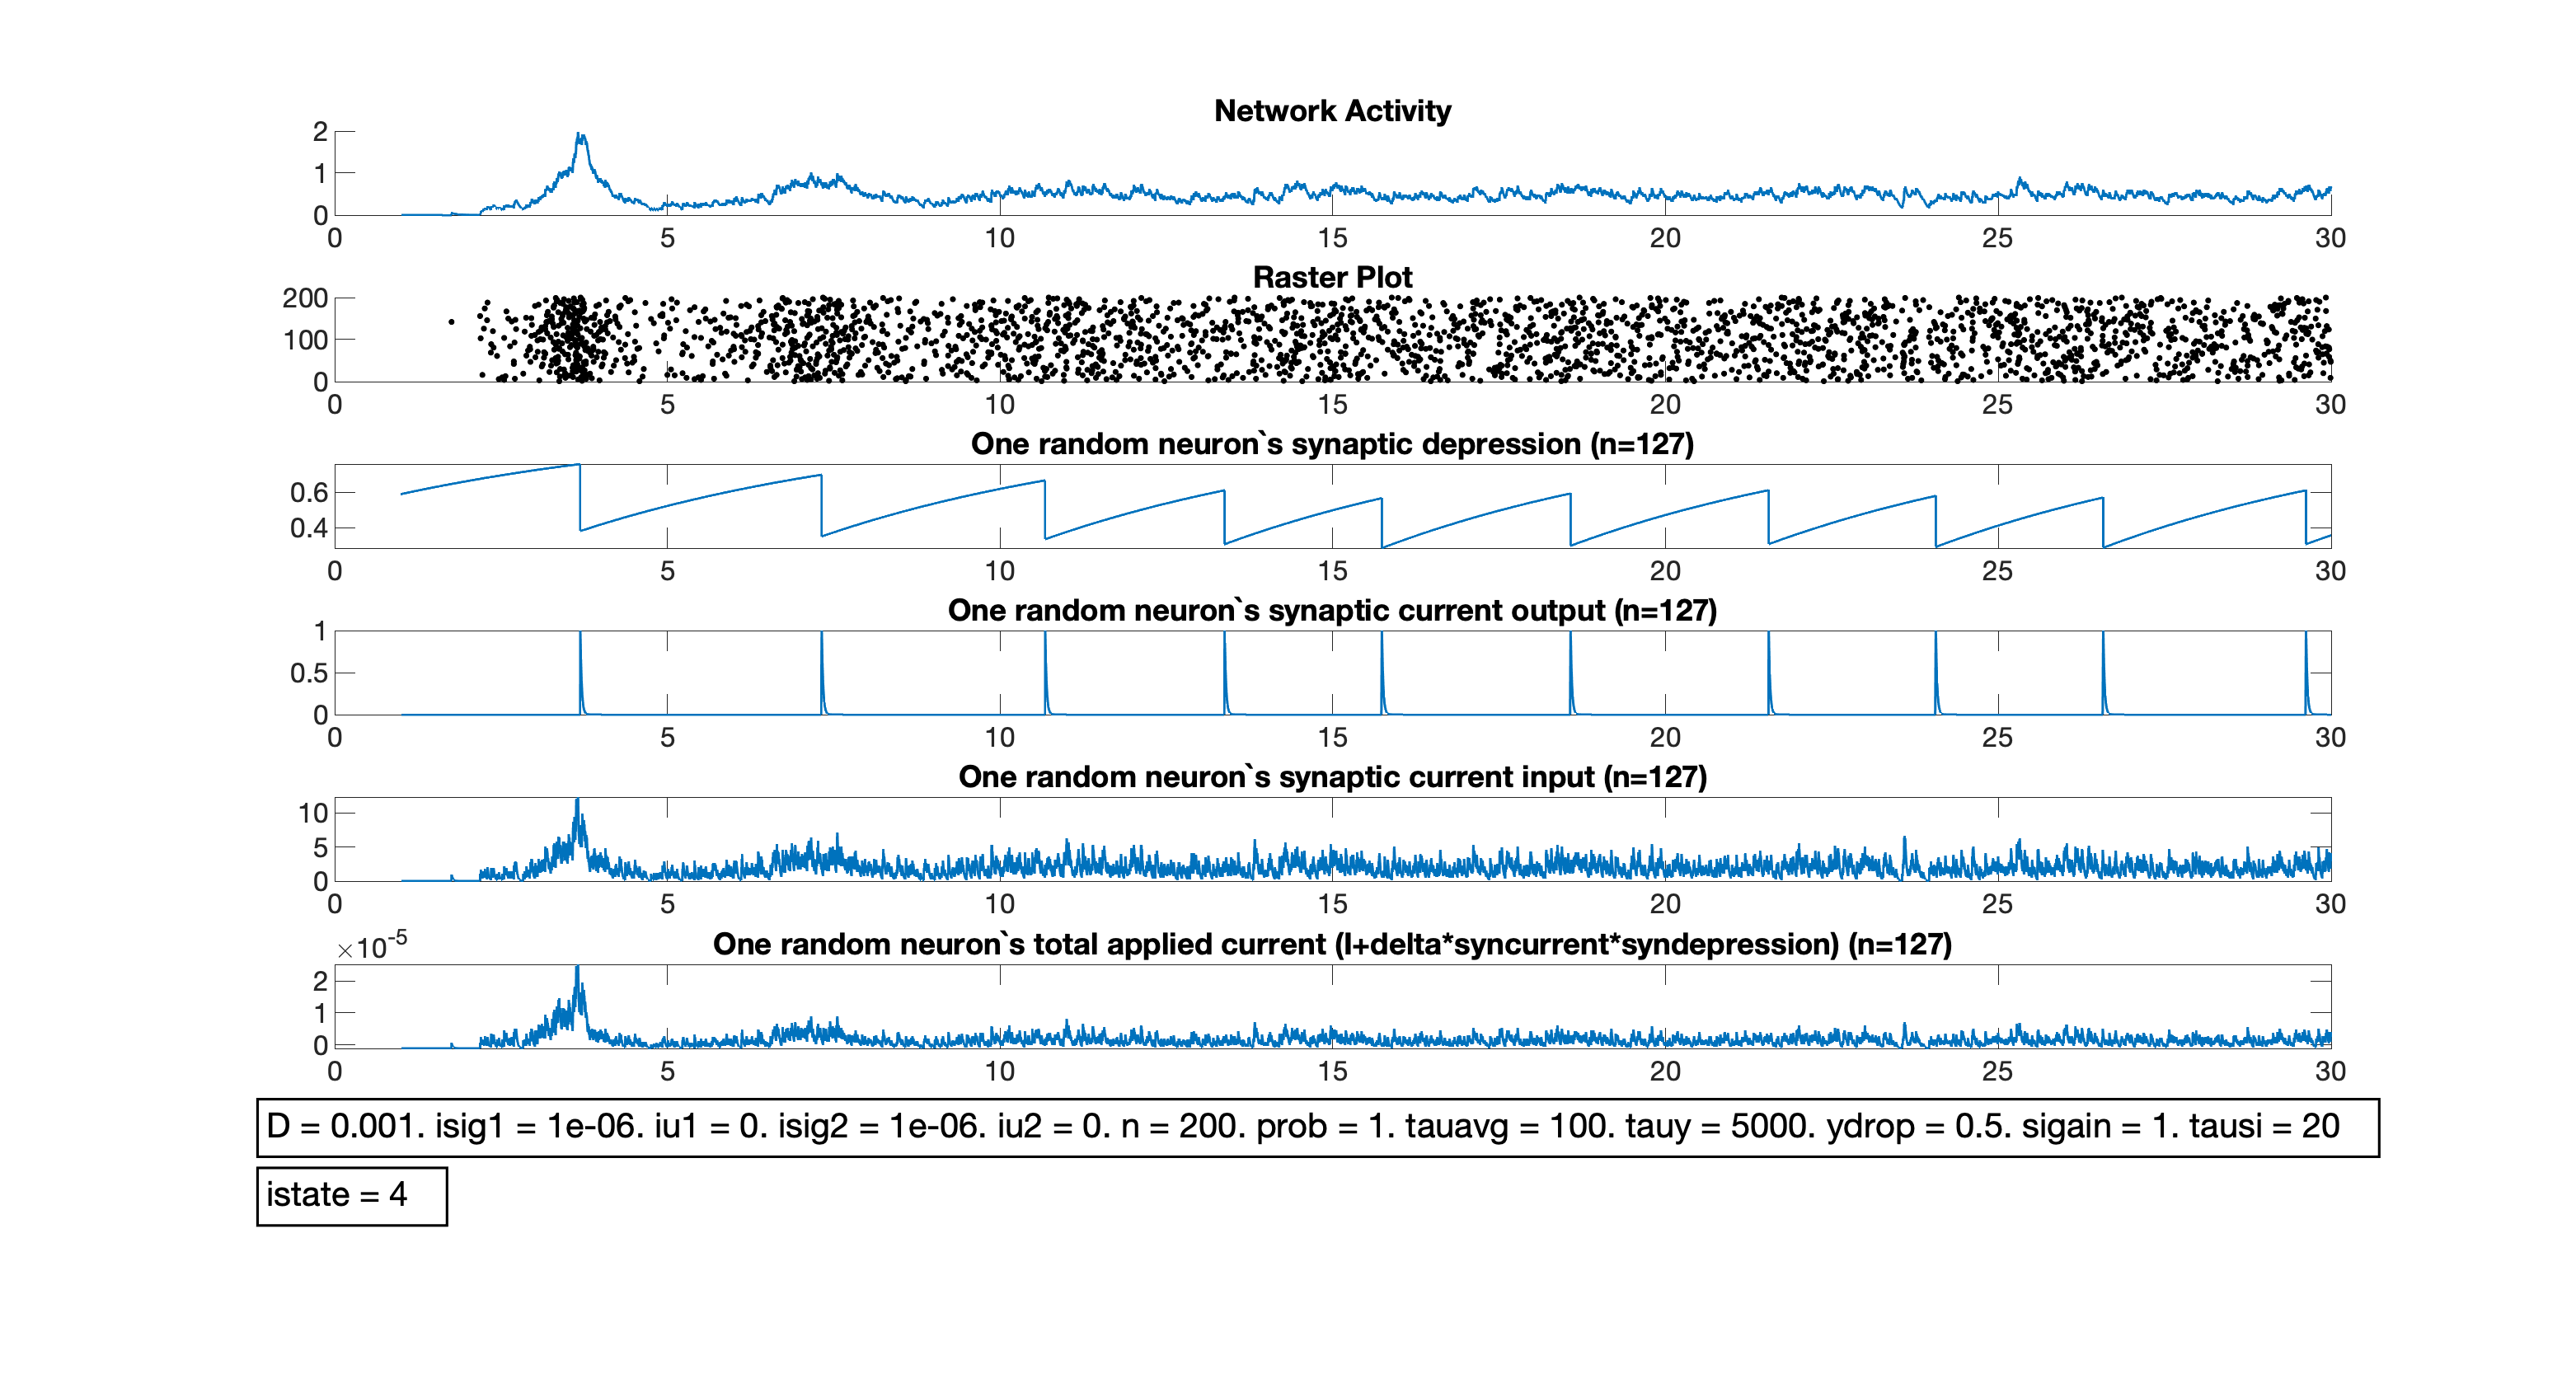 Network Activity
2
1
0
0 5 10 15 20 25 30
Raster Plot
200
100
0
0 5 10 15 20 25 30
One random neuron`s synaptic depression (n=127)
0.6
0.4
0 5 10 15 20 25 30
One random neuron`s synaptic current output (n=127)
1
0.5
0
0 5 10 15 20 25 30
One random neuron`s synaptic current input (n=127)
10
5
0
0 5 10 15 20 25 30
×10-5
One random neuron`s total applied current (I+delta*syncurrent*syndepression) (n=127)
2
1
0
0 5 10 15 20 25 30
D = 0.001. isig1 = 1e-06. iu1 = 0. isig2 = 1e-06. iu2 = 0. n = 200. prob = 1. tauavg = 100. tauy = 5000. ydrop = 0.5. sigain = 1. tausi = 20
istate = 4